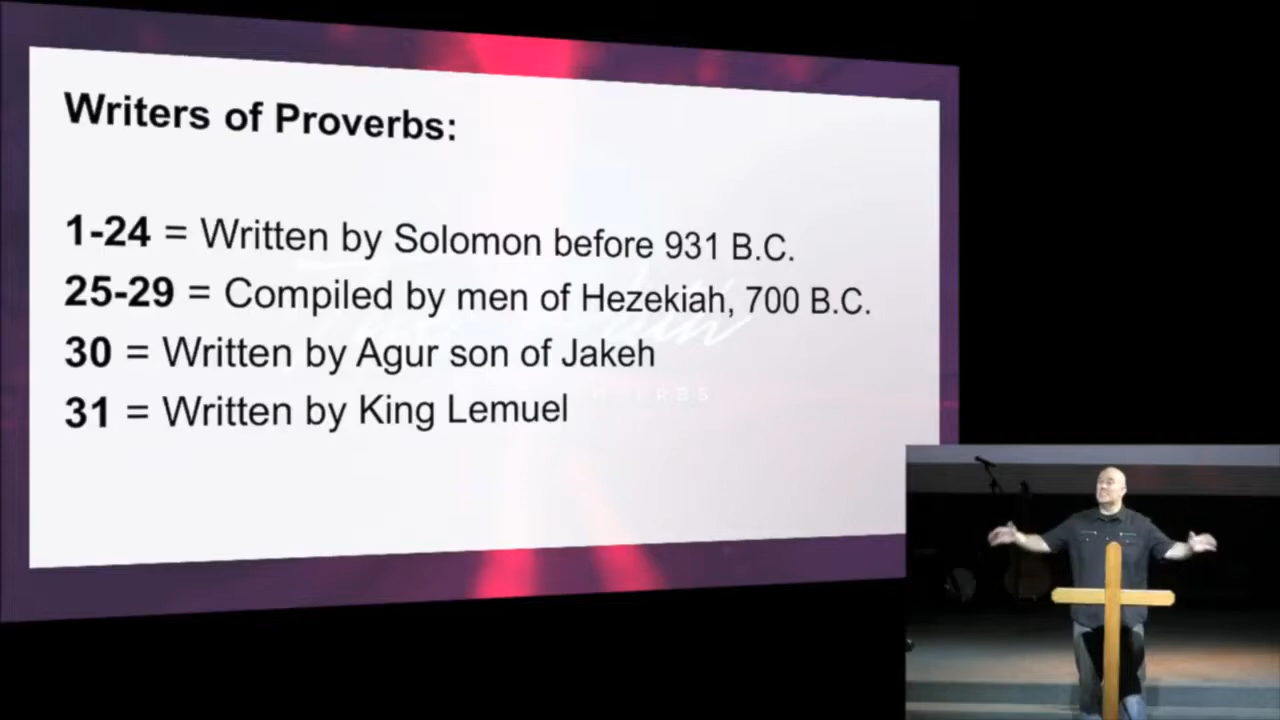 Writers of Proverbs:
1-24 = Written by Solomon before 931 B.C.
25-29 = Compiled by men of Hezekiah, 700 B.C.
30 = Written by Agur son of Jakeh
31 = Written by King Lemuel